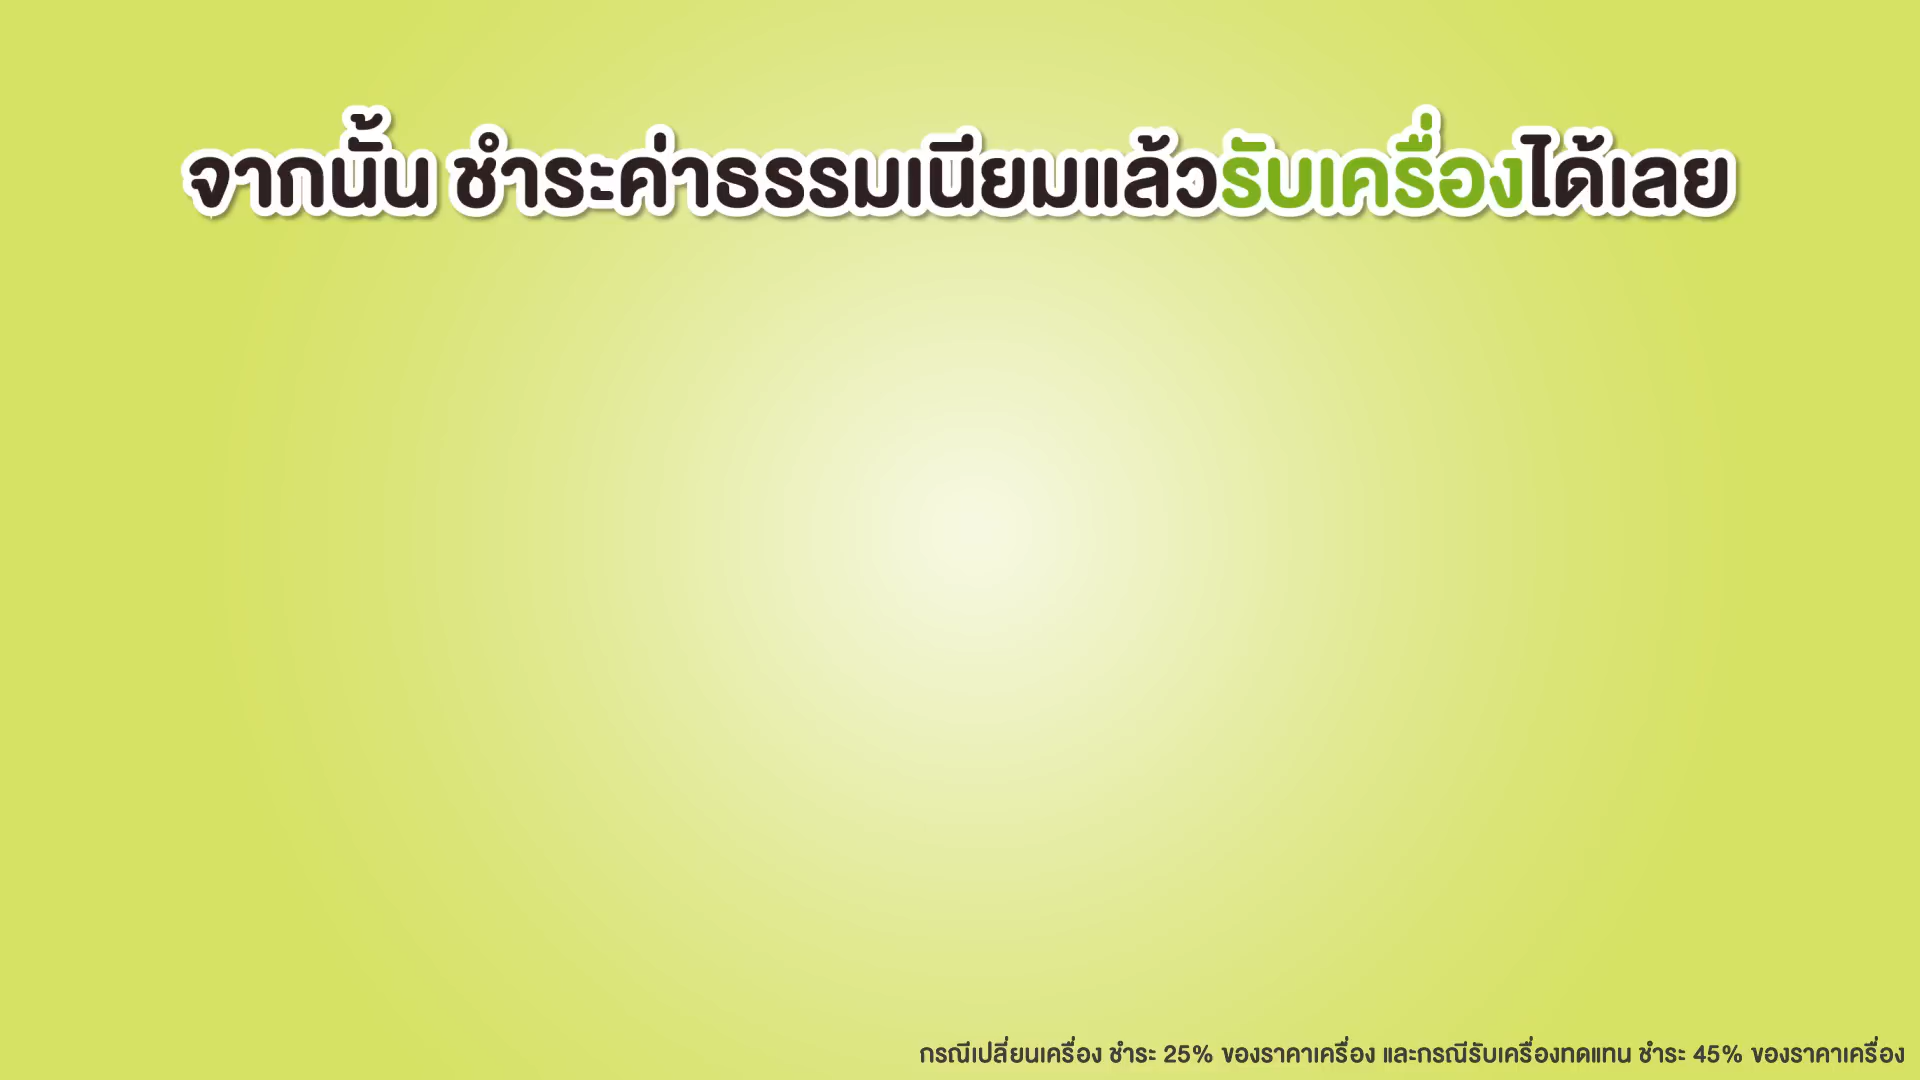 จากนั้น ชำระค่าธรรมเนียมแล้วรับเครื่องได้เลย
กรณีเปลี่ยนเครื่อง ชำระ 25% ของราคาเครื่อง และกรณีรับเครื่องทดแทน ชำระ 45% ของราคาเครื่อง